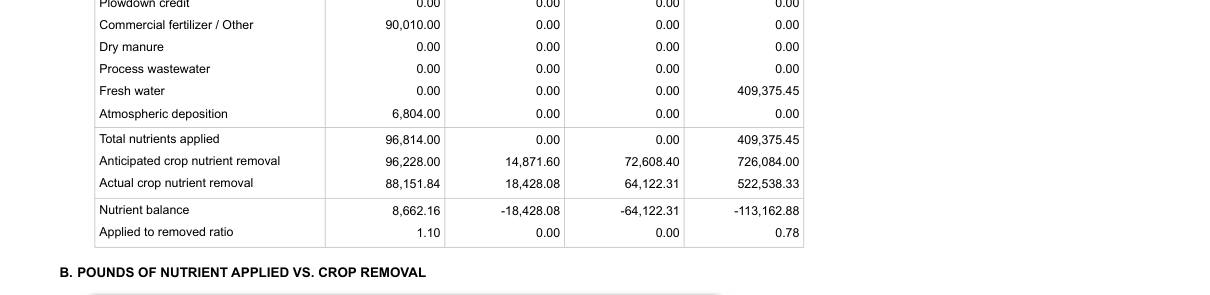 Plowdown credit 0.00 0.00 0.00 0.00
Commercial fertilizer / Other 90,010.00 0.00 0.00 0.00
Dry manure 0.00 0.00 0.00 0.00
Process wastewater 0.00 0.00 0.00 0.00
Fresh water 0.00 0.00 0.00 409,375.45
Atmospheric deposition 6,804.00 0.00 0.00 0.00
Total nutrients applied 96,814.00 0.00 0.00 409,375.45
Anticipated crop nutrient removal 96,228.00 14,871.60 72,608.40 726,084.00
Actual crop nutrient removal 88,151.84 18,428.08 64,122.31 522,538.33
Nutrient balance 8,662.16 -18,428.08 -64,122.31 -113,162.88
Applied to removed ratio 1.10 0.00 0.00 0.78
B. POUNDS OF NUTRIENT APPLIED VS. CROP REMOVAL